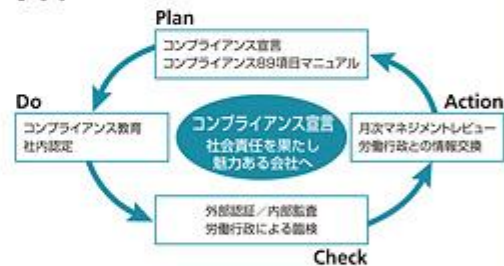 Plan
コンプライアンス宣言
コンプライアンス89項目マニュアル
Do
コンプライアンス教育
社内認定
コンプライアンス宣言
社会責任を果たし
魅力ある会社へ
Action
月次マネジメントレビュー
労働行政との情報交換
外部認証／内部監査
労働行政による臨検
Check